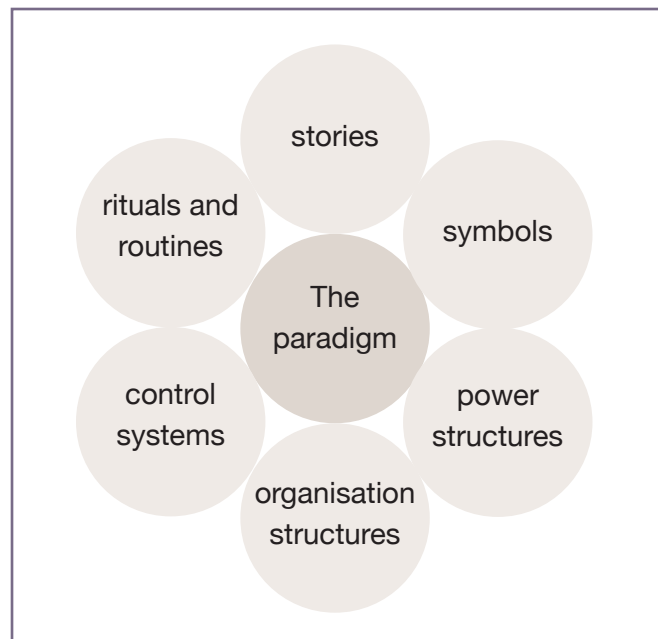 stories
rituals and
routines
symbols
The
paradigm
control
systems
power
structures
organisation
structures